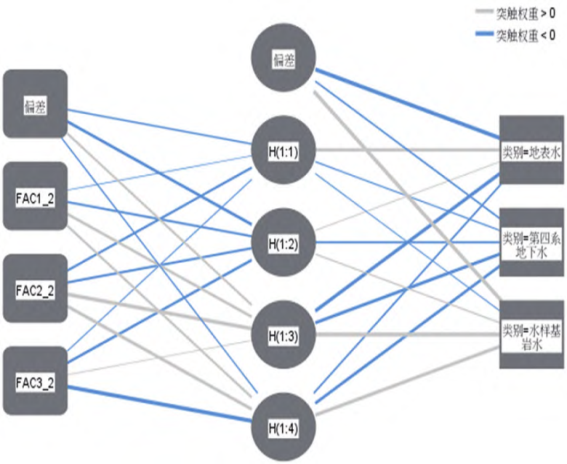 突触权重 > 0
突触权重 < 0
偏差
偏差
H(1:1)
类别=地表水
FAC1_2
H(1:2)
类别=第四系
地下水
FAC2_2
H(1:3)
类别=水样基
岩水
FAC3_2
H(1:4)